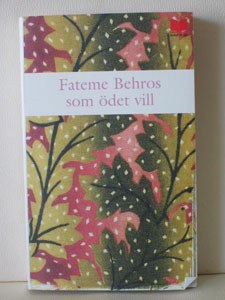 Fateme Behros
som ödet vill